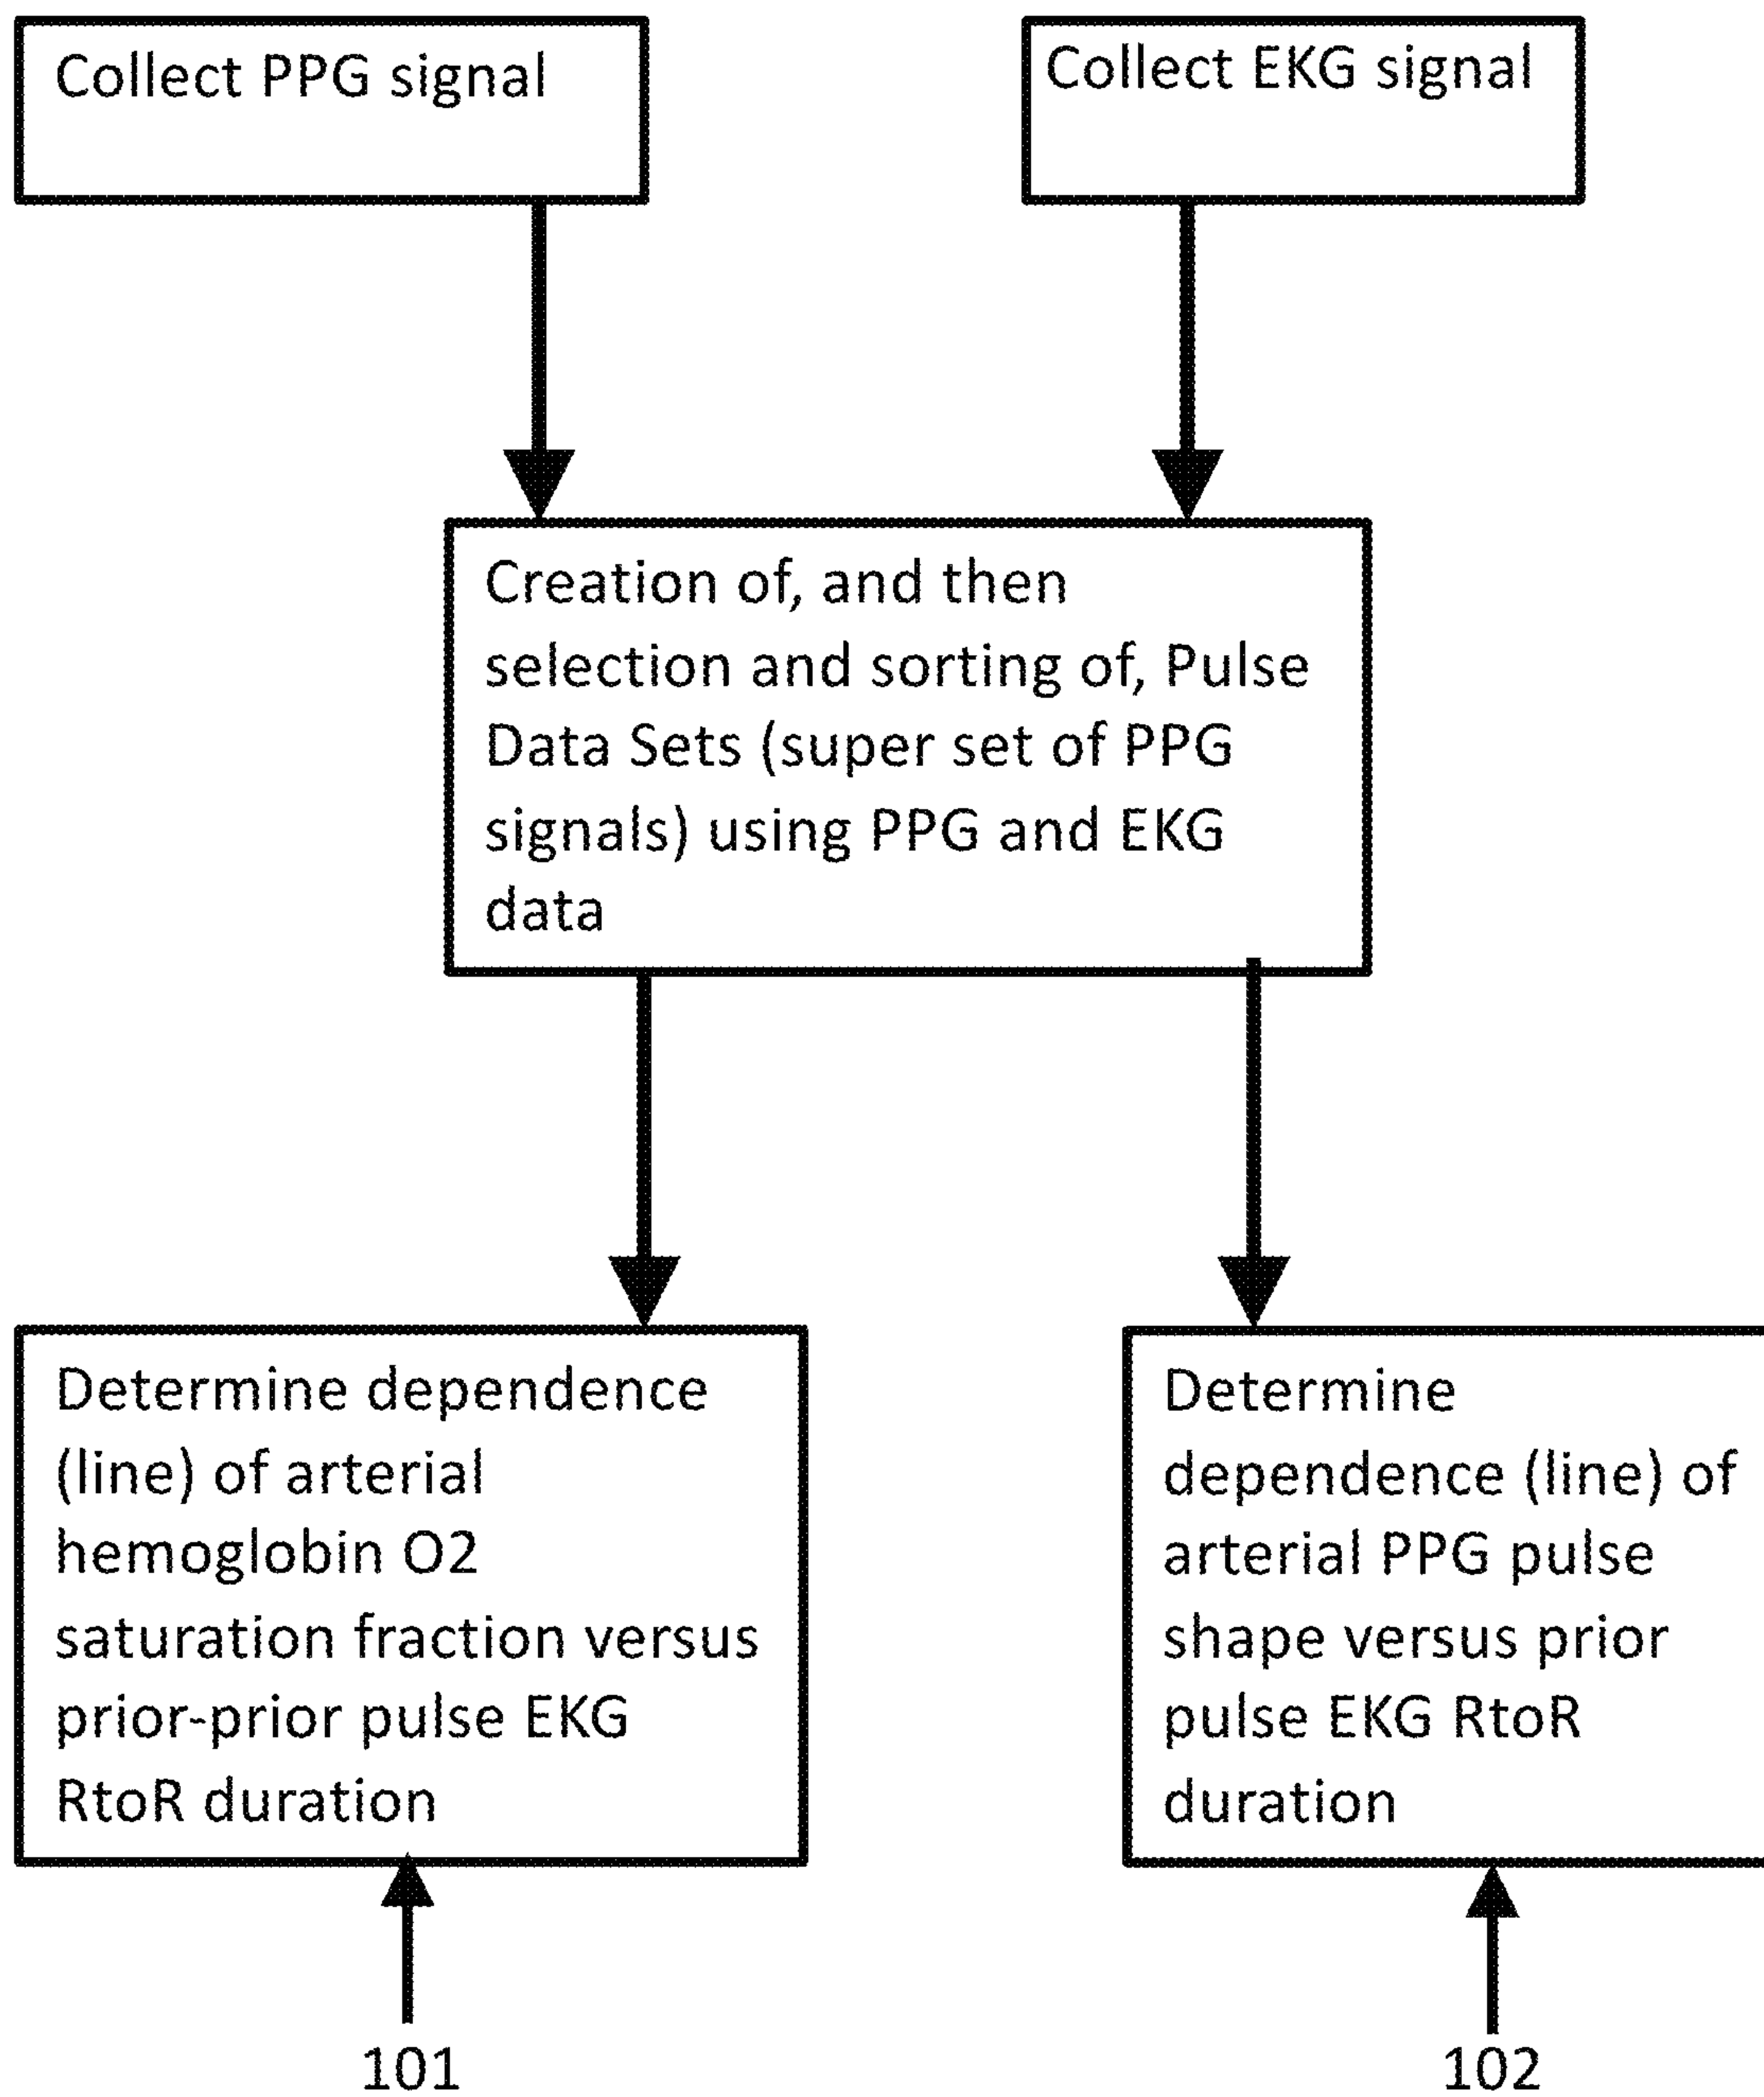 Collect PPG signal
Collect EKG signal
Creation of, and then
selection and sorting of, Pulse
Data Sets (super set of PPG
signals) using PPG and EKG
data
Determine dependence
(line) of arterial
hemoglobin O2
saturation fraction versus
prior-prior pulse EKG
RtoR duration
Determine
dependence (line) of
arterial PPG pulse
shape versus prior
pulse EKG RtoR
duration
101
102